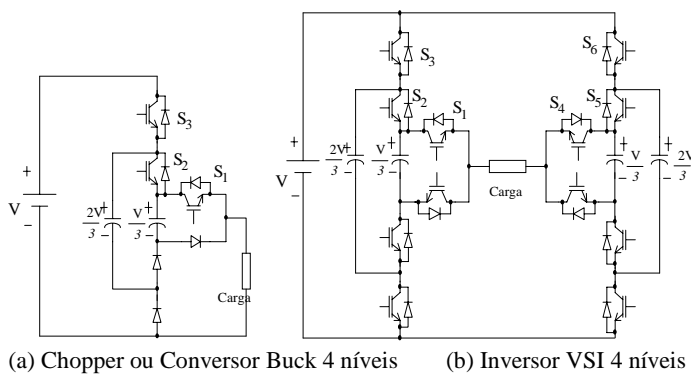 S3
S2
S1
+
V
−
2V/3
+
−
V/3
+
−
Carga
S3
S2
S1
S6
S5
S4
+
V
−
2V/3
+
−
V/3
+
−
Carga
+
V/3
−
+
2V/3
−
(a) Chopper ou Conversor Buck 4 níveis
(b) Inversor VSI 4 níveis